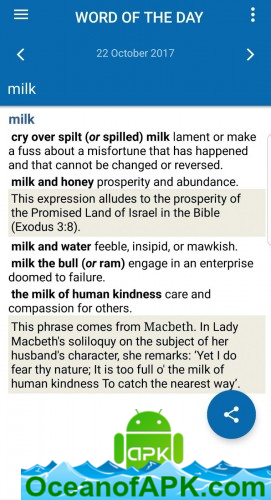 WORD OF THE DAY
22 October 2017
milk
milk
cry over spilt (or spilled) milk lament or make
a fuss about a misfortune that has happened
and that cannot be changed or reversed.
milk and honey prosperity and abundance.
This expression alludes to the prosperity of
the Promised Land of Israel in the Bible
(Exodus 3:8).
milk and water feeble, insipid, or mawkish.
milk the bull (or ram) engage in an enterprise
doomed to failure.
the milk of human kindness care and
compassion for others.
This phrase comes from Macbeth. In Lady
Macbeth's soliloquy on the subject of her
husband's character, she remarks: 'Yet I do
fear thy nature; It is too full o' the milk of
human kindness To catch the nearest way'.
APK
OceanofAPK.com